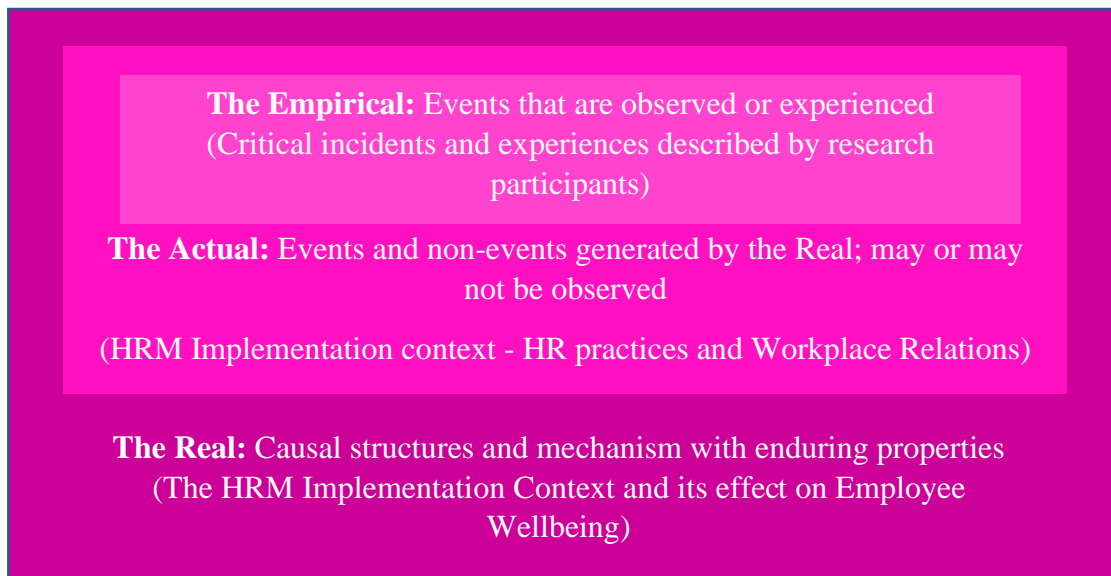 The Empirical: Events that are observed or experienced
(Critical incidents and experiences described by research
participants)
The Actual: Events and non-events generated by the Real; may or may
not be observed
(HRM Implementation context - HR practices and Workplace Relations)
The Real: Causal structures and mechanism with enduring properties
(The HRM Implementation Context and its effect on Employee
Wellbeing)